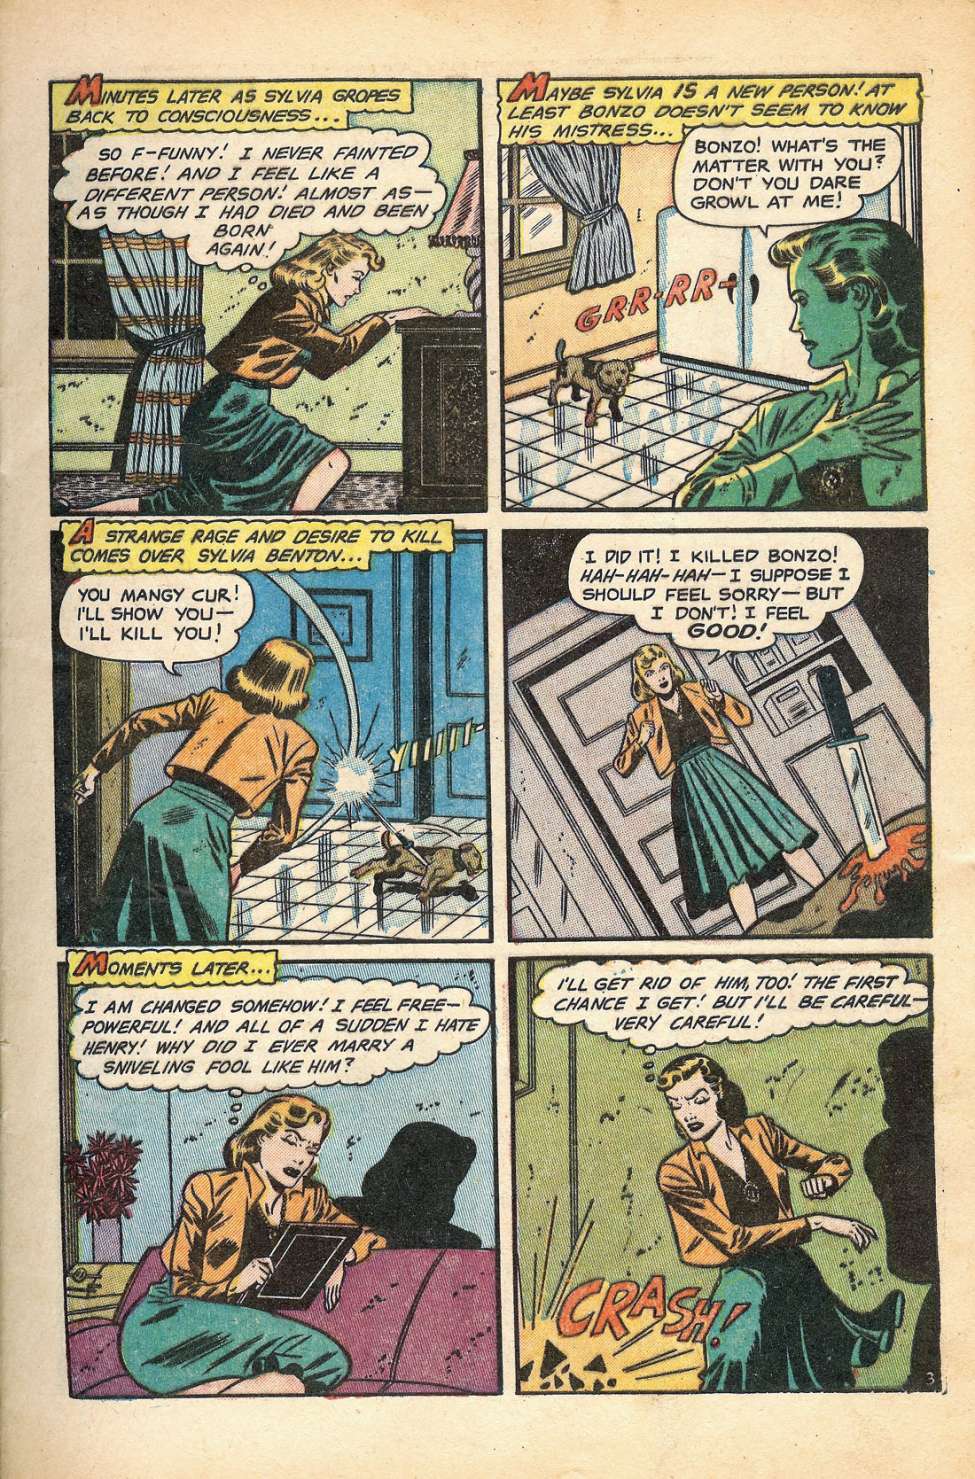 MINUTES LATER AS SYLVIA GROPES
BACK TO CONSCIOUSNESS...
SO F-FUNNY! I NEVER FAINTED
BEFORE! AND I FEEL LIKE A
DIFFERENT PERSON! ALMOST AS—
AS THOUGH I HAD DIED AND BEEN
BORN
AGAIN!
MAYBE SYLVIA IS A NEW PERSON! AT
LEAST BONZO DOESN'T SEEM TO KNOW
HIS MISTRESS...
BONZO! WHAT'S THE
MATTER WITH YOU?
DON'T YOU DARE
GROWL AT ME!
GRR-RR-
A STRANGE RAGE AND DESIRE TO KILL
COMES OVER SYLVIA BENTON...
YOU MANGY CUR!
I'LL SHOW YOU—
I'LL KILL YOU!
YIIIII-
I DID IT! I KILLED BONZO!
HAH-HAH-HAH—I SUPPOSE I
SHOULD FEEL SORRY—BUT
I DON'T! I FEEL
GOOD!
MOMENTS LATER...
I AM CHANGED SOMEHOW! I FEEL FREE—
POWERFUL! AND ALL OF A SUDDEN I HATE
HENRY! WHY DID I EVER MARRY A
SNIVELING FOOL LIKE HIM?
I'LL GET RID OF HIM, TOO! THE FIRST
CHANCE I GET! BUT I'LL BE CAREFUL—
VERY CAREFUL!
CRASH!
3